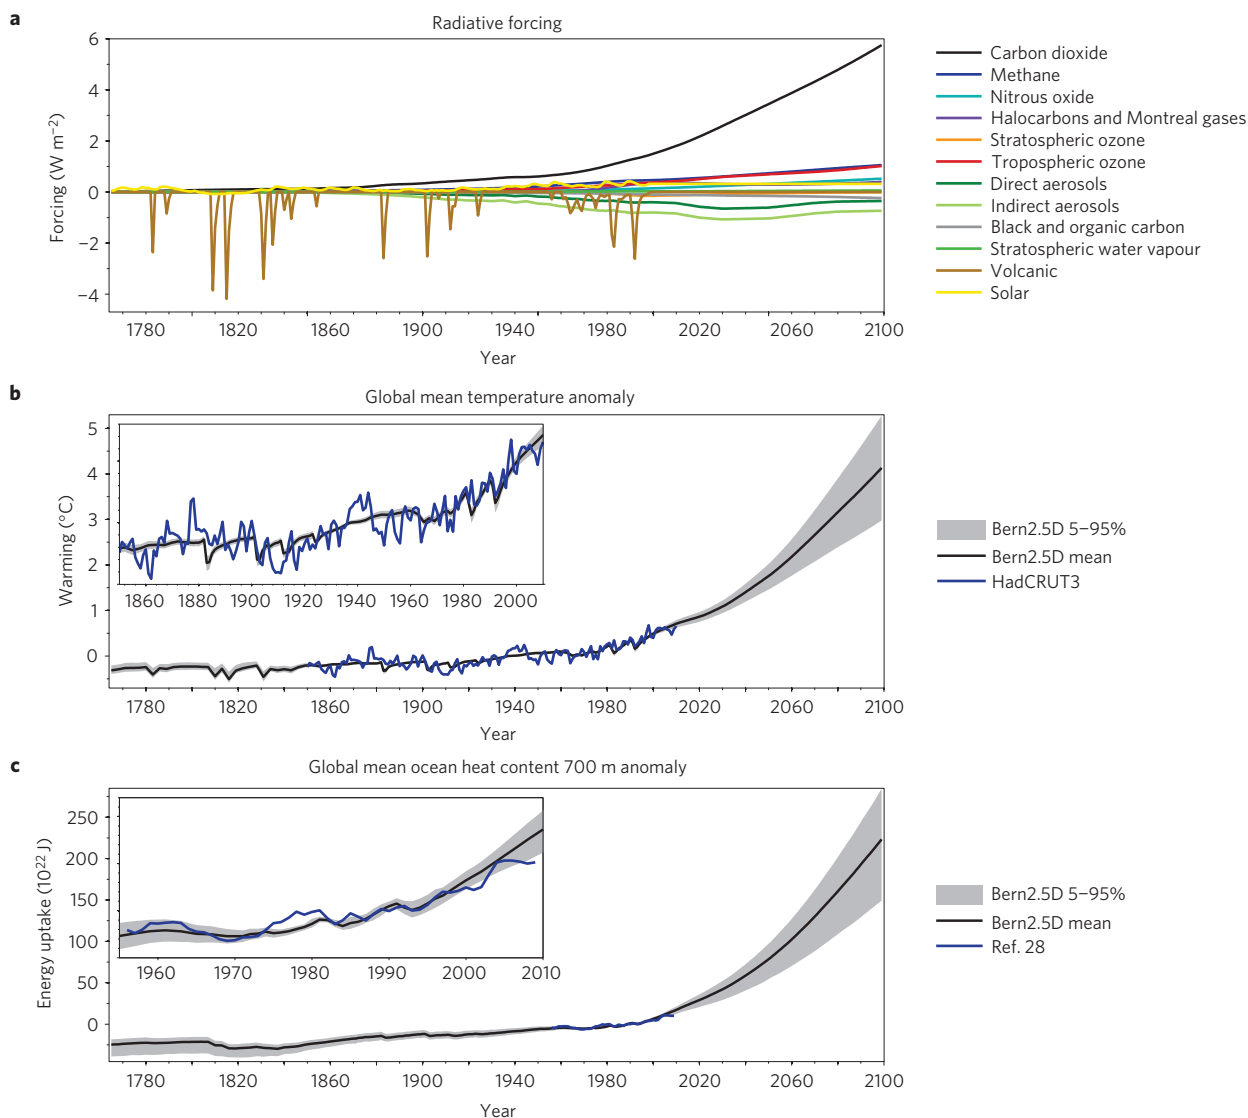 a
Radiative forcing
6
4
2
0
−2
−4
Forcing (W m−2)
1780 1820 1860 1900 1940 1980 2020 2060 2100
Year
Carbon dioxide
Methane
Nitrous oxide
Halocarbons and Montreal gases
Stratospheric ozone
Tropospheric ozone
Direct aerosols
Indirect aerosols
Black and organic carbon
Stratospheric water vapour
Volcanic
Solar
b
Global mean temperature anomaly
5
4
3
2
1
0
Warming (°C)
1860 1880 1900 1920 1940 1960 1980 2000
1780 1820 1860 1900 1940 1980 2020 2060 2100
Year
Bern2.5D 5−95%
Bern2.5D mean
HadCRUT3
c
Global mean ocean heat content 700 m anomaly
250
200
150
100
50
0
Energy uptake (10²² J)
1960 1970 1980 1990 2000 2010
1780 1820 1860 1900 1940 1980 2020 2060 2100
Year
Bern2.5D 5−95%
Bern2.5D mean
Ref. 28